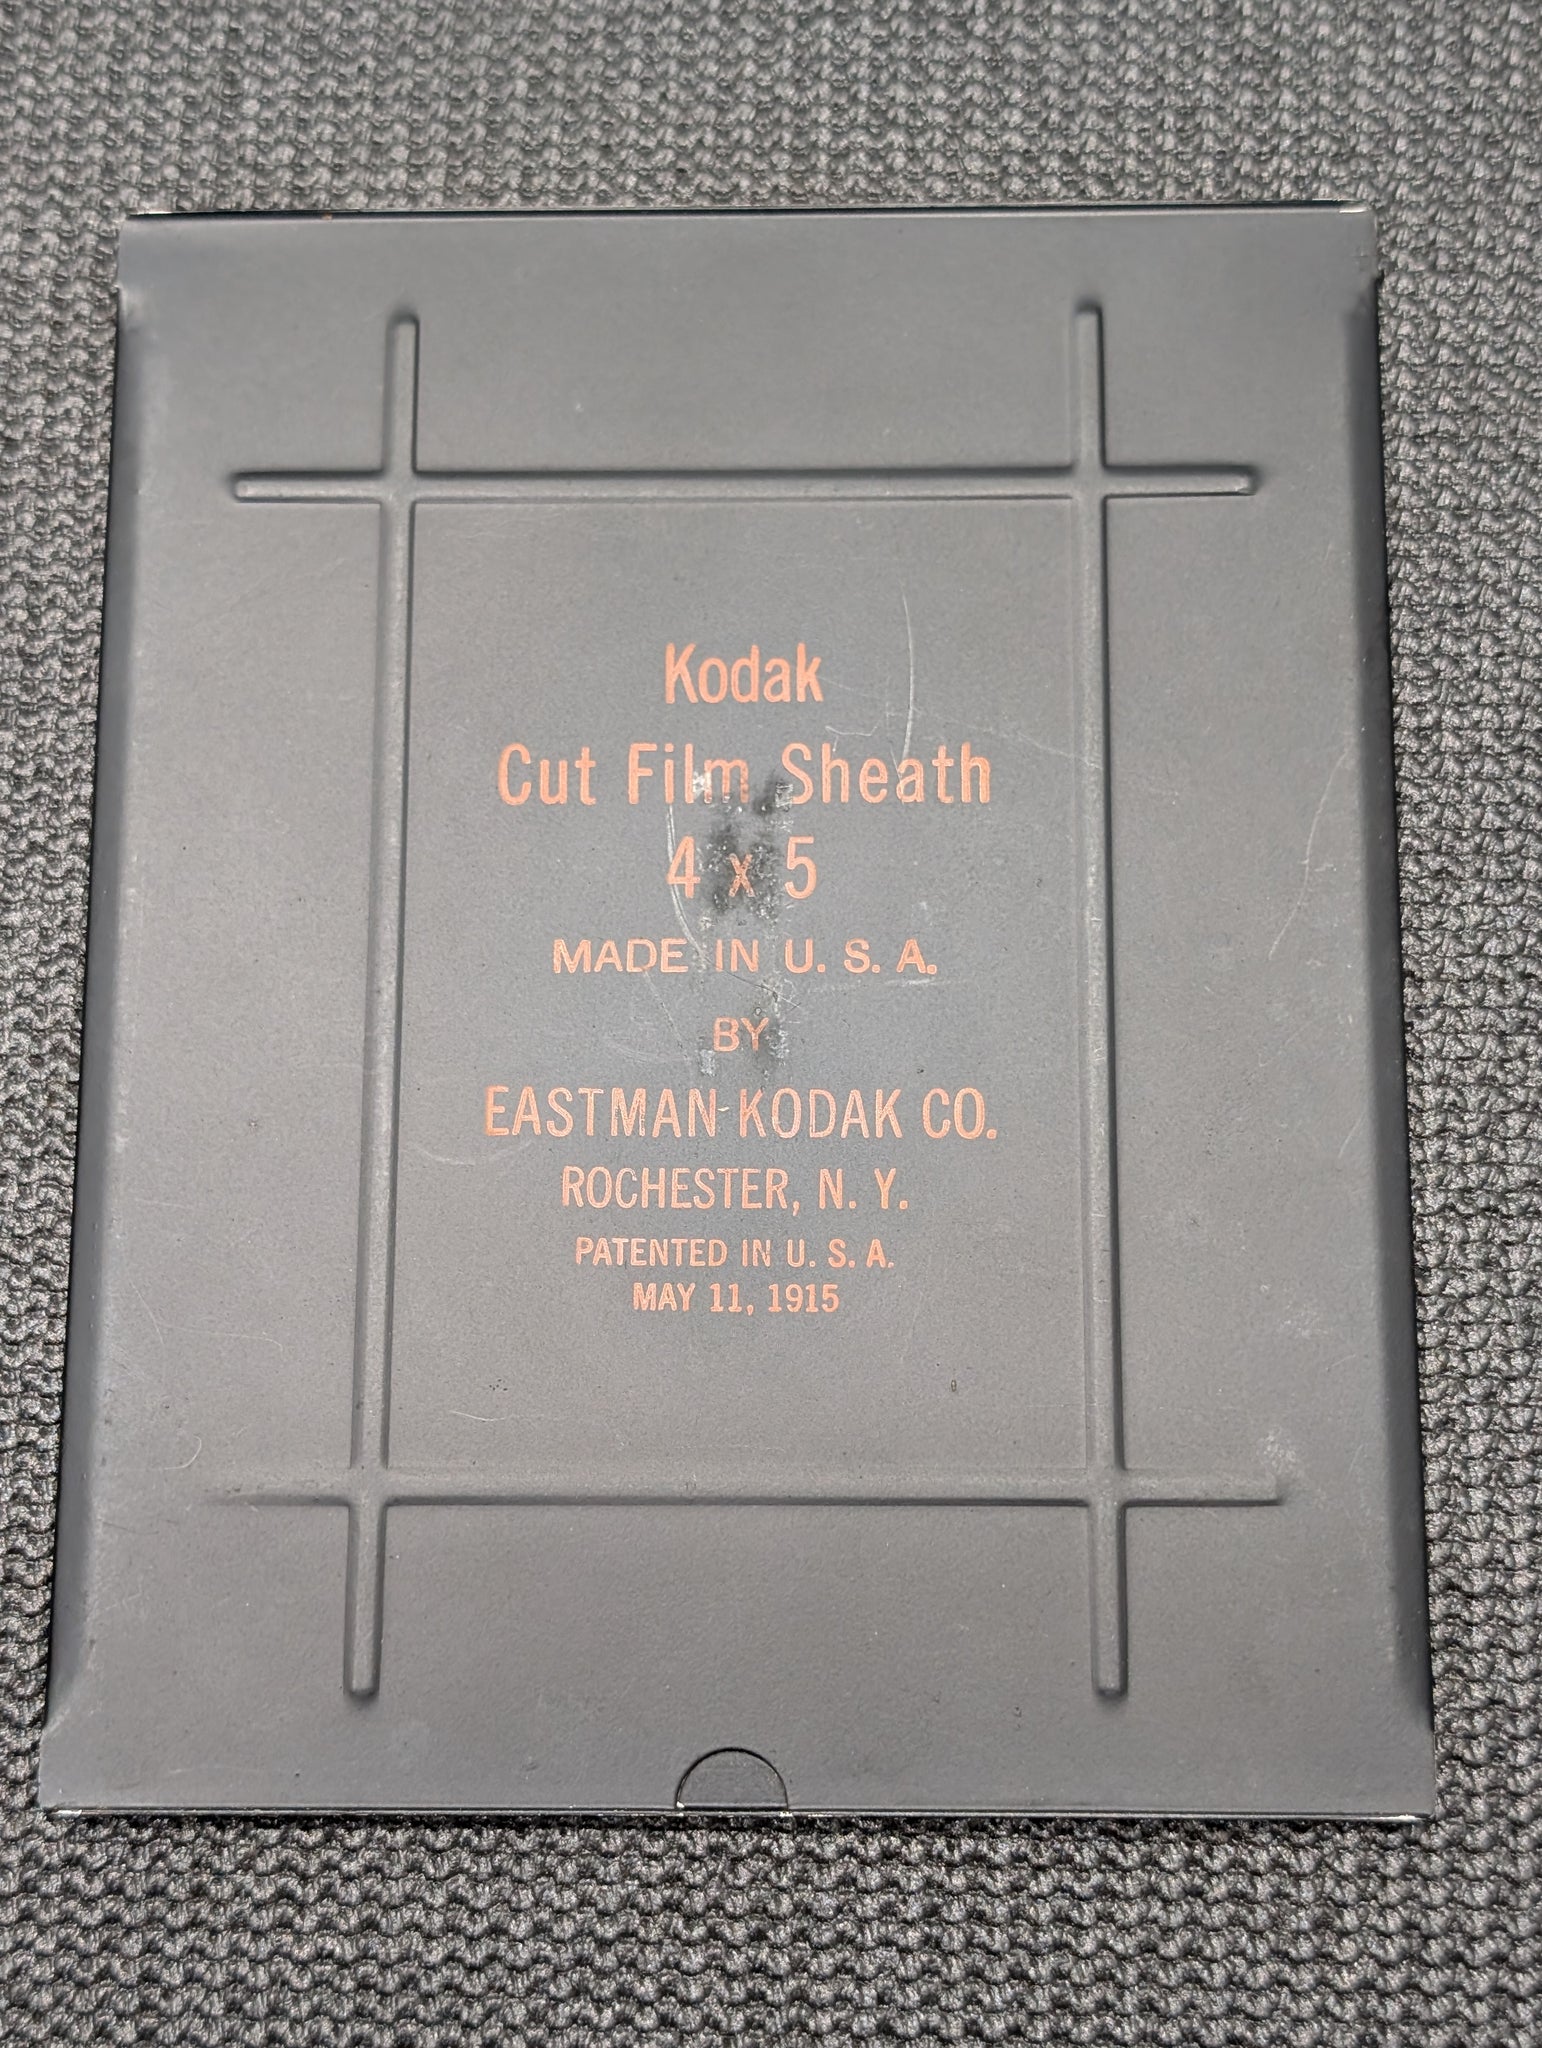 Kodak
Cut Film Sheath
4 x 5
MADE IN U. S. A.
BY
EASTMAN KODAK CO.
ROCHESTER, N. Y.
PATENTED IN U. S. A.
MAY 11, 1915